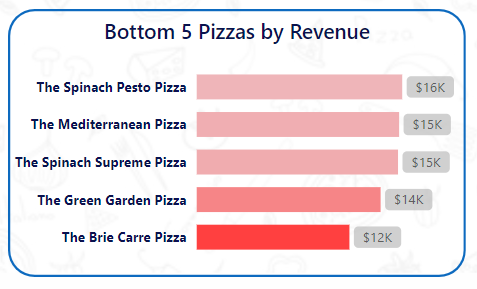 Bottom 5 Pizzas by Revenue
The Spinach Pesto Pizza $16K
The Mediterranean Pizza $15K
The Spinach Supreme Pizza $15K
The Green Garden Pizza $14K
The Brie Carre Pizza $12K